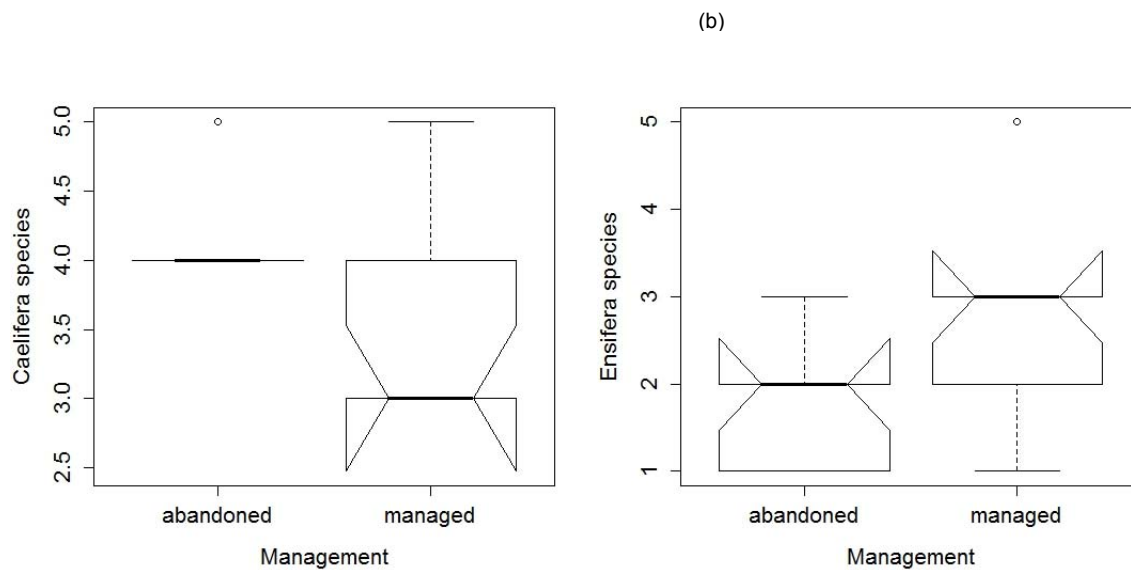 (b)
Caelifera species
5.0
4.5
4.0
3.5
3.0
2.5
abandoned managed
Management
Ensifera species
5
4
3
2
1
abandoned managed
Management